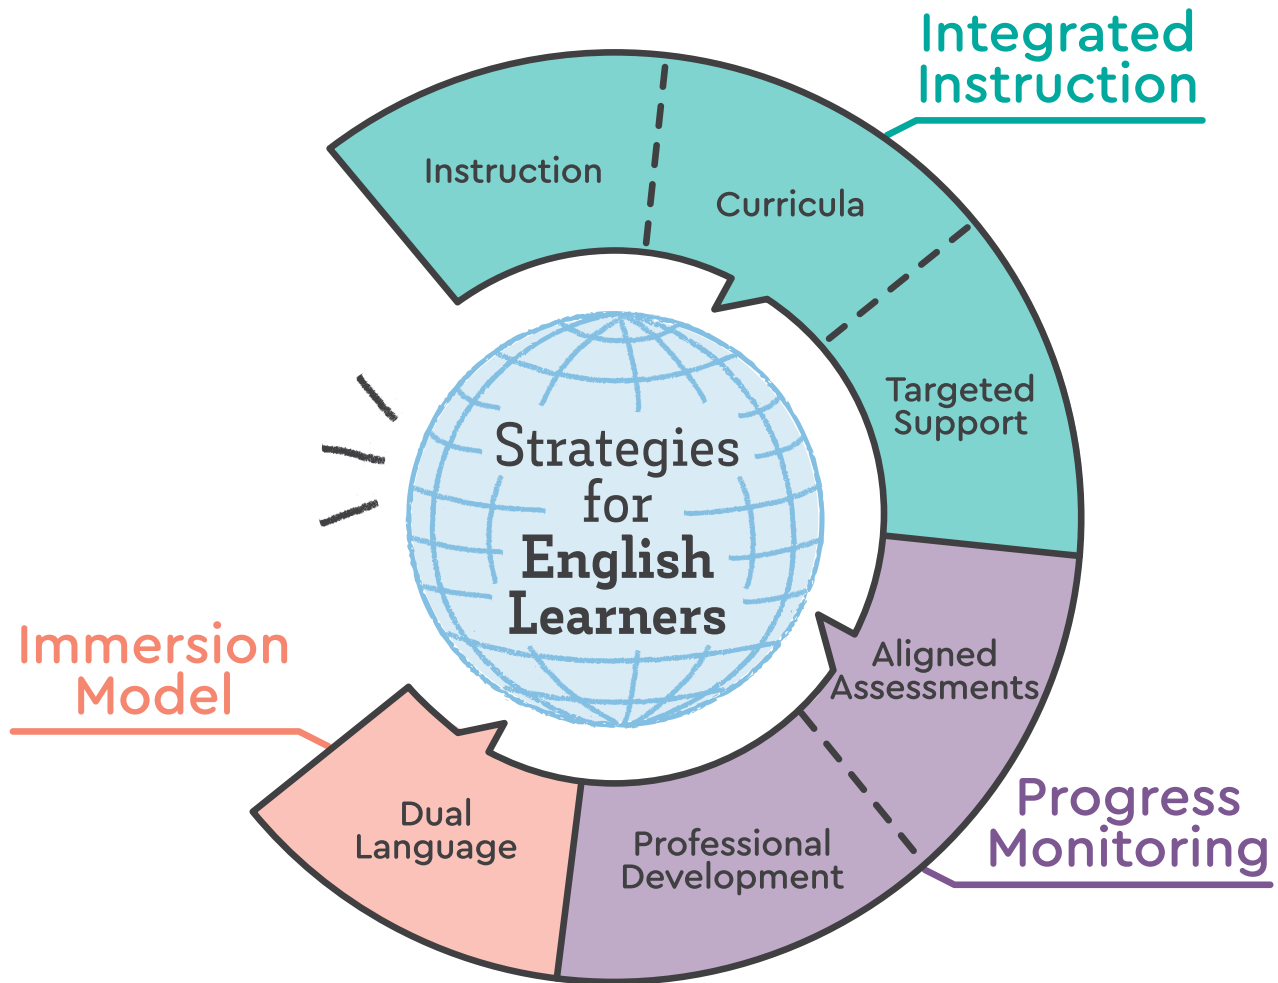 Integrated
Instruction
Instruction
Curricula
Targeted
Support
Strategies
for
English
Learners
Aligned
Assessments
Progress
Monitoring
Professional
Development
Dual
Language
Immersion
Model